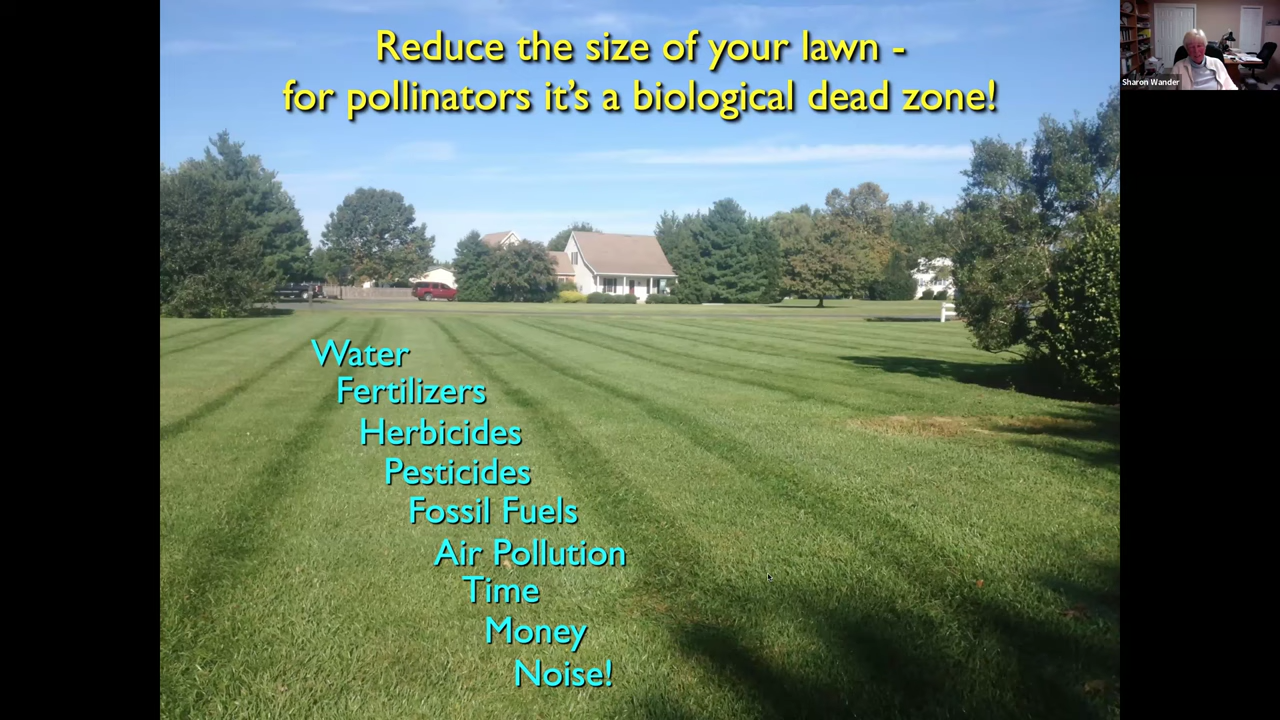 Reduce the size of your lawn -
for pollinators it's a biological dead zone!
Sharon Wander
Water
Fertilizers
Herbicides
Pesticides
Fossil Fuels
Air Pollution
Time
Money
Noise!